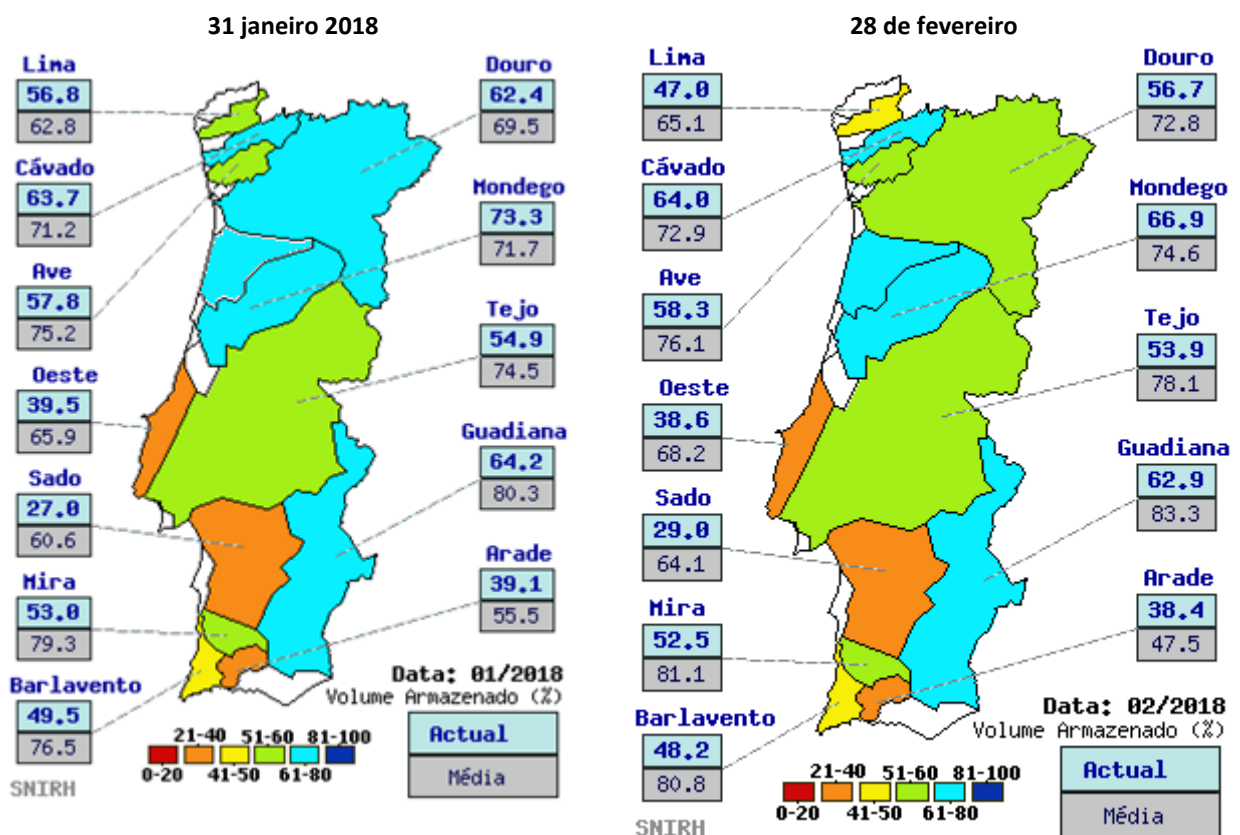 31 janeiro 2018
Lima
56.8
62.8
Douro
62.4
69.5
Cávado
63.7
71.2
Mondego
73.3
71.7
Ave
57.8
75.2
Tejo
54.9
74.5
Oeste
39.5
65.9
Guadiana
64.2
80.3
Sado
27.0
60.6
Arade
39.1
55.5
Mira
53.0
79.3
Barlavento
49.5
76.5
Data: 01/2018
Volume Armazenado (%)
Actual
Média
21-40 51-60 81-100
0-20 41-50 61-80
SNIRH
28 de fevereiro
Lima
47.0
65.1
Douro
56.7
72.8
Cávado
64.0
72.9
Mondego
66.9
74.6
Ave
58.3
76.1
Tejo
53.9
78.1
Oeste
38.6
68.2
Guadiana
62.9
83.3
Sado
29.0
64.1
Arade
38.4
47.5
Mira
52.5
81.1
Barlavento
48.2
80.8
Data: 02/2018
Volume Armazenado (%)
Actual
Média
21-40 51-60 81-100
0-20 41-50 61-80
SNIRH